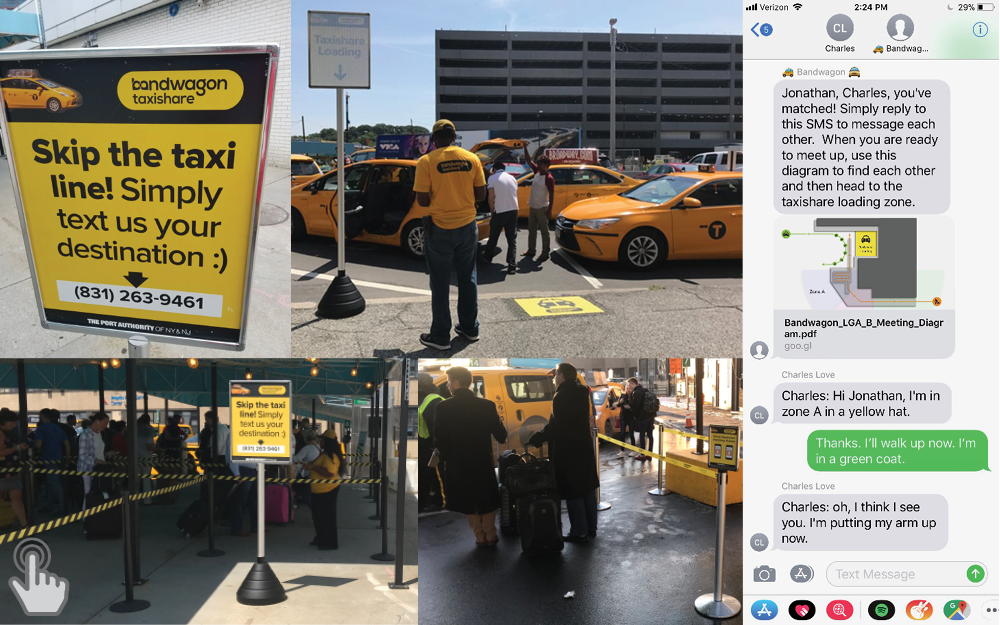 bandwagon
taxishare
Skip the taxi
line! Simply
text us your
destination :)
(831) 263-9461
THE PORT AUTHORITY OF NY & NJ
Taxishare
Loading
BROADWAY.COM
T
Skip the taxi
line! Simply
text us your
destination :)
(831) 263-9461
Verizon
2:24 PM
29%
5
CL
Charles
🚕 Bandwag...
🚕 Bandwagon 🚖
Jonathan, Charles, you've
matched! Simply reply to
this SMS to message each
other. When you are ready
to meet up, use this
diagram to find each other
and then head to the
taxishare loading zone.
Zone A
Bandwagon_LGA_B_Meeting_Diagr
am.pdf
goo.gl
Charles Love
Charles: Hi Jonathan, I'm in
zone A in a yellow hat.
CL
Thanks. I'll walk up now. I'm
in a green coat.
Charles Love
Charles: oh, I think I see
you. I'm putting my arm up
now.
CL
Text Message